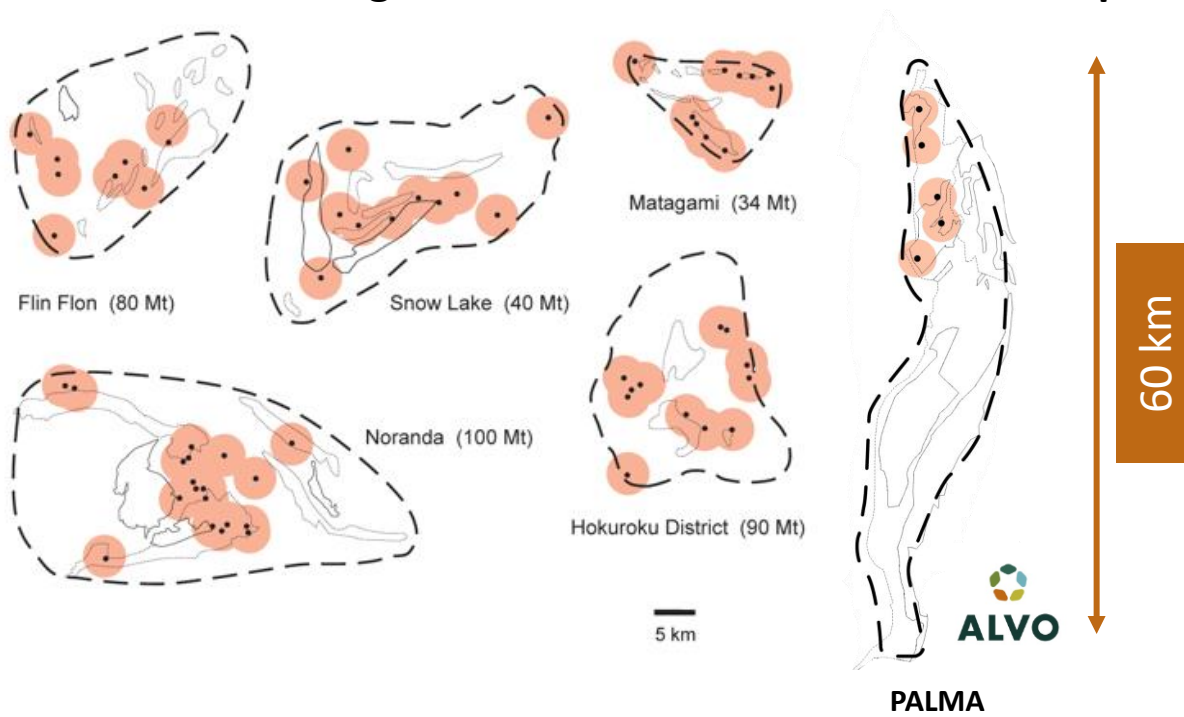 Matagami (34 Mt)
Flin Flon (80 Mt)
Snow Lake (40 Mt)
60 km
Noranda (100 Mt)
Hokuroku District (90 Mt)
5 km
ALVO
PALMA